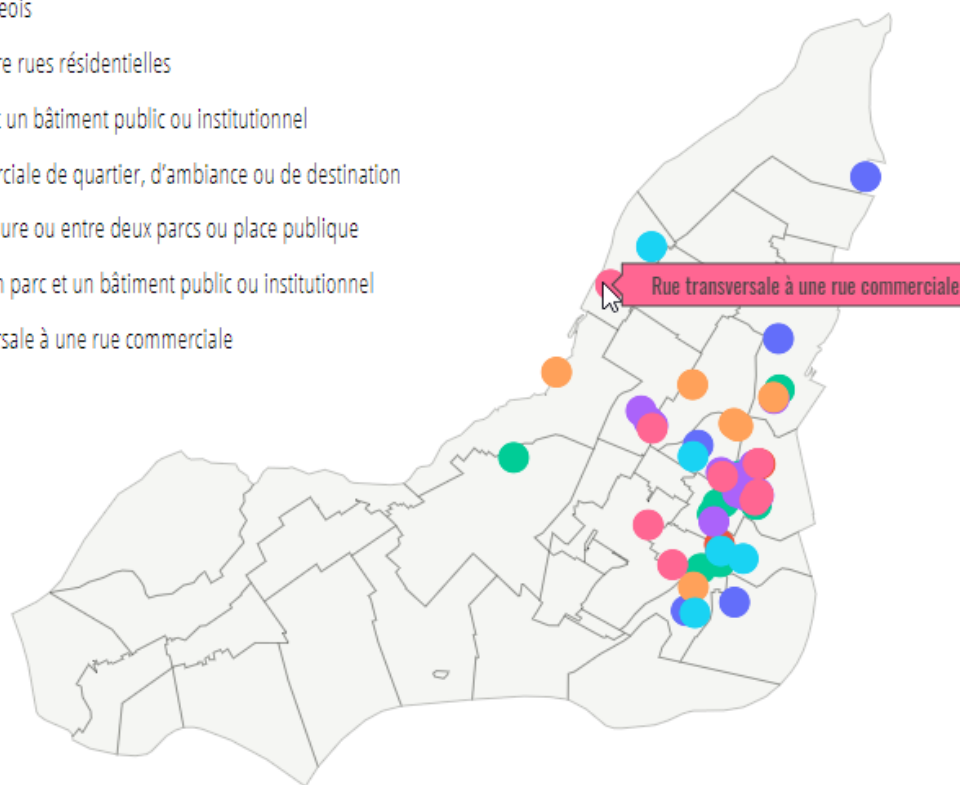 re rues résidentielles
un bâtiment public ou institutionnel
rciale de quartier, d'ambiance ou de destination
ure ou entre deux parcs ou place publique
n parc et un bâtiment public ou institutionnel
Rue transversale à une rue commerciale
rsale à une rue commerciale